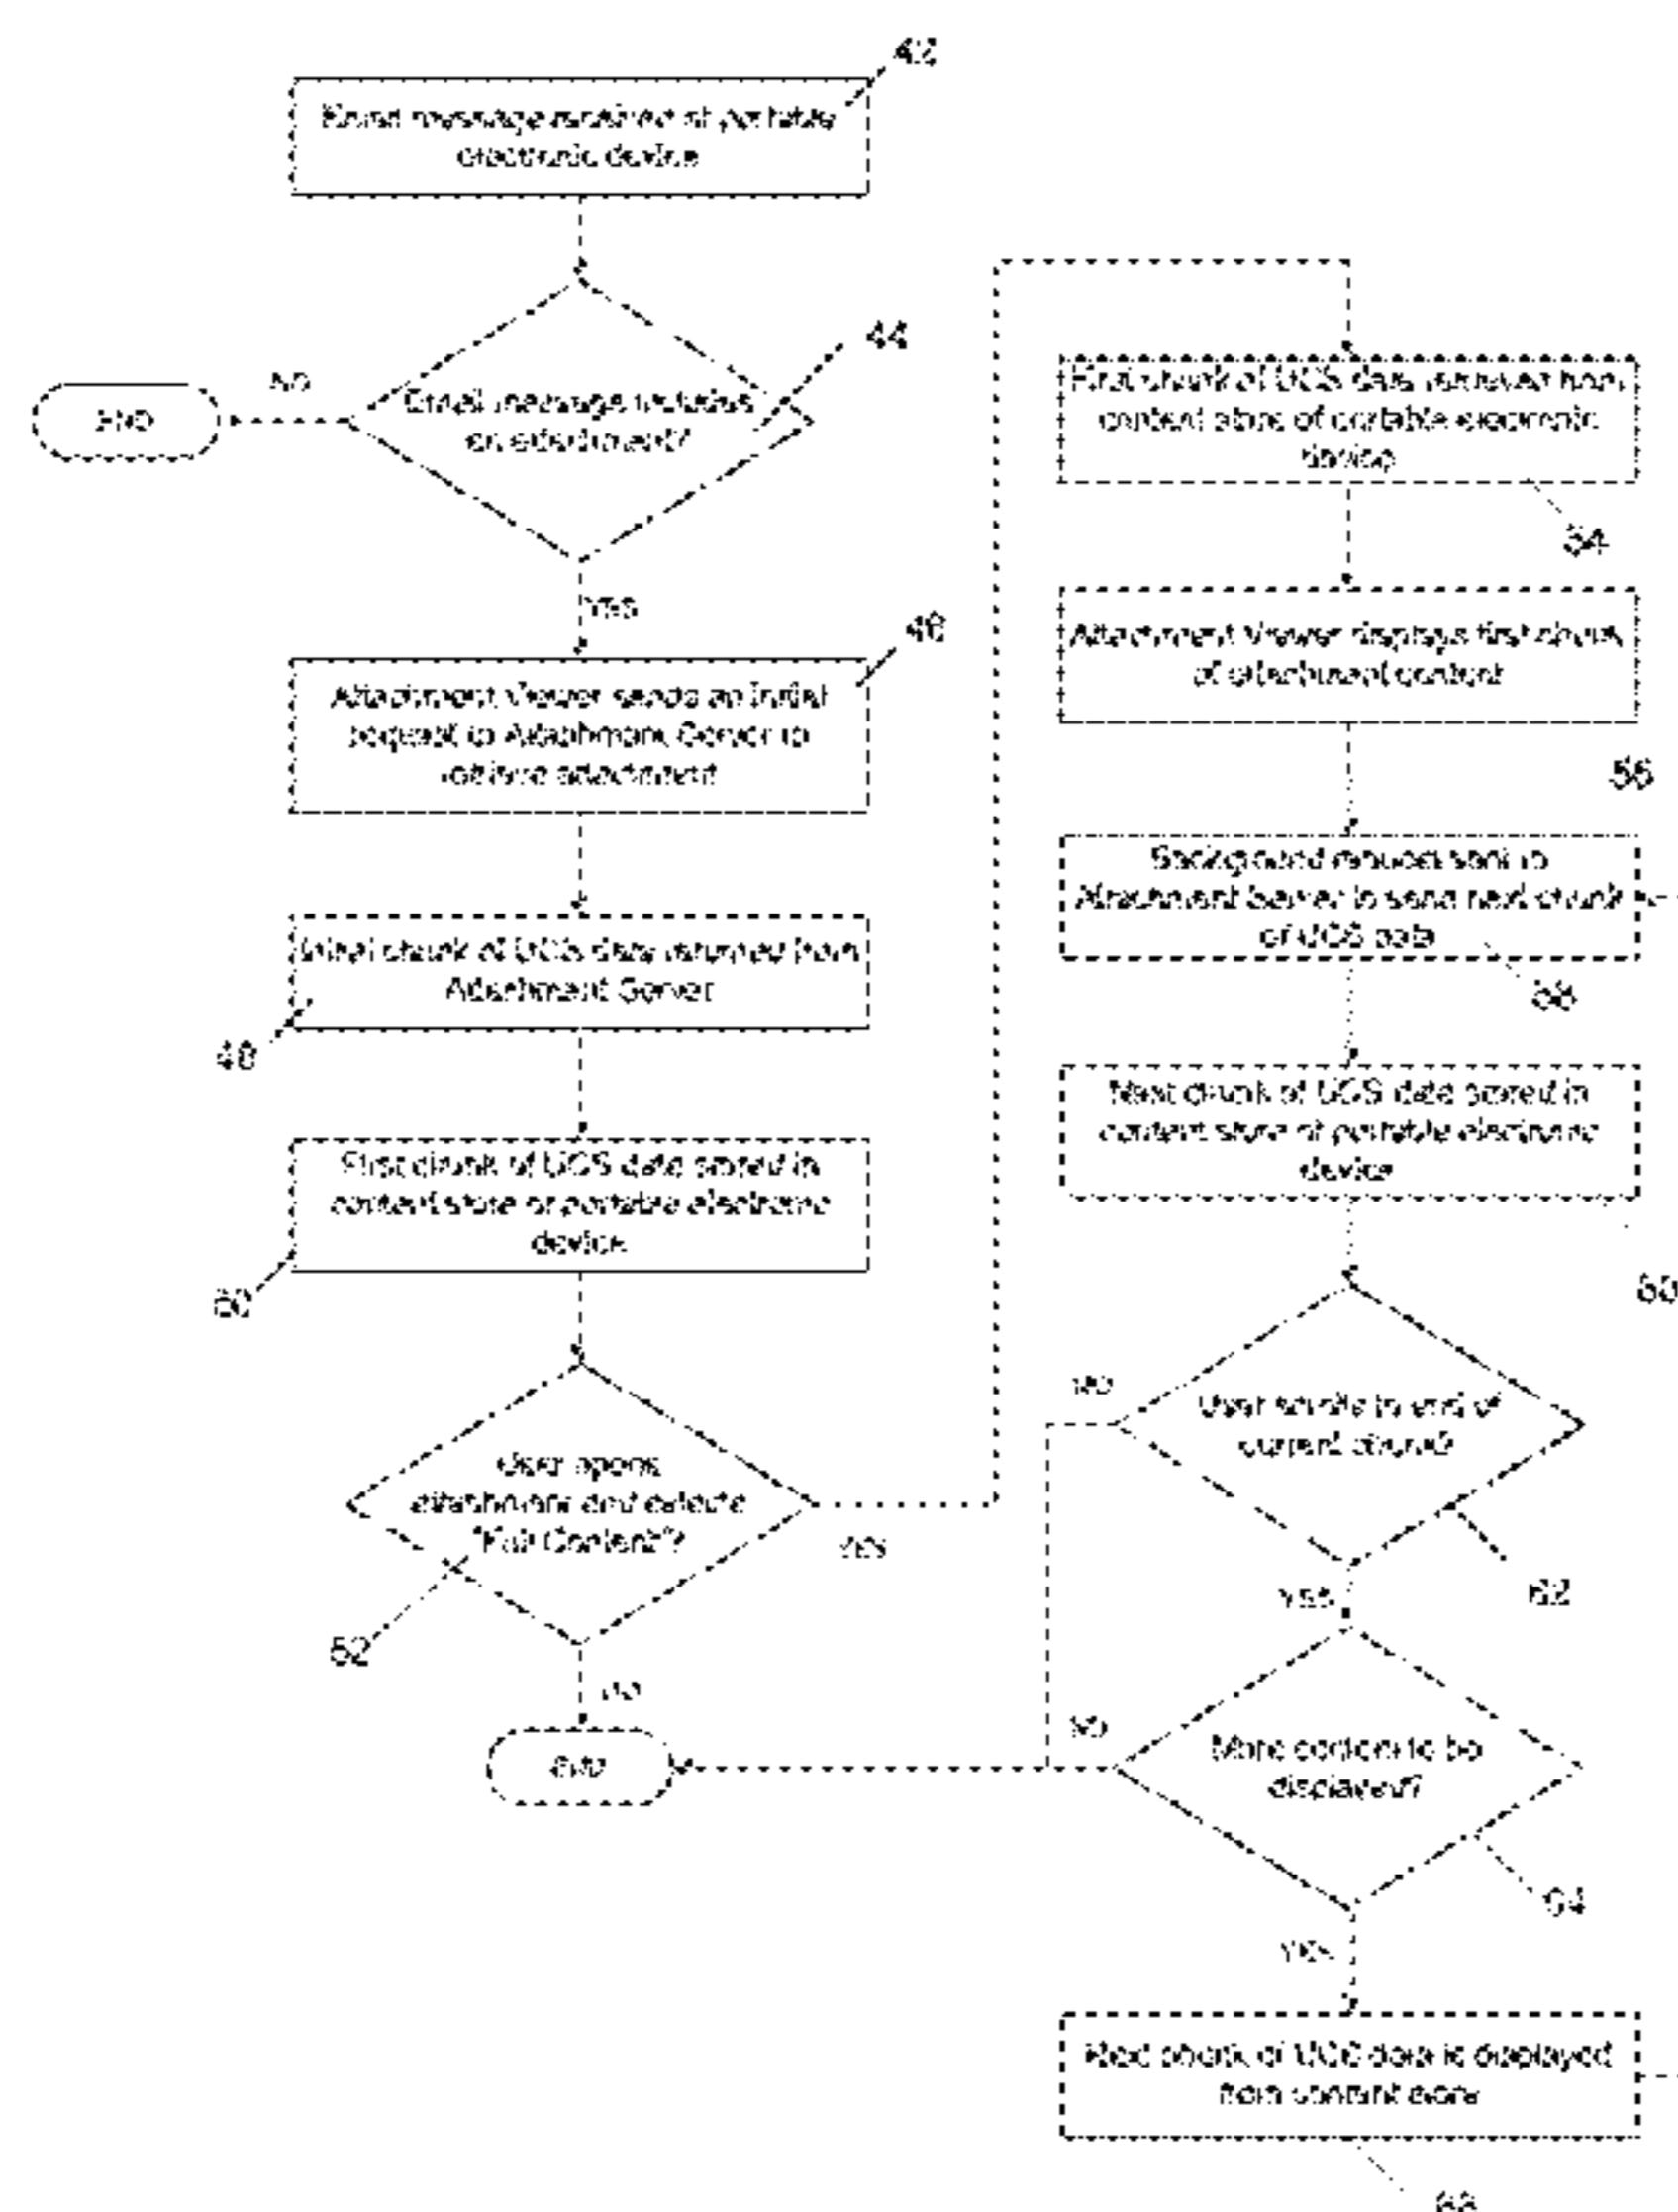 42
Email message received at portable
electronic device
44
Email message includes
an attachment?
NO
END
YES
46
Attachment Viewer sends an initial
request to Attachment Server to
retrieve attachment
Initial chunk of UCS data returned from
Attachment Server
48
First chunk of UCS data stored in
content store of portable electronic
device
50
User opens
attachment and selects
"Full Content"?
YES
52
NO
END
First chunk of UCS data retrieved from
content store of portable electronic
device
54
Attachment Viewer displays first chunk
of attachment content
56
Background request sent to
Attachment Server to send next chunk
of UCS data
58
Next chunk of UCS data stored in
content store of portable electronic
device
60
NO
User scrolls to end of
current chunk?
YES
62
NO
More content to be
displayed?
64
YES
Next chunk of UCS data is displayed
from content store